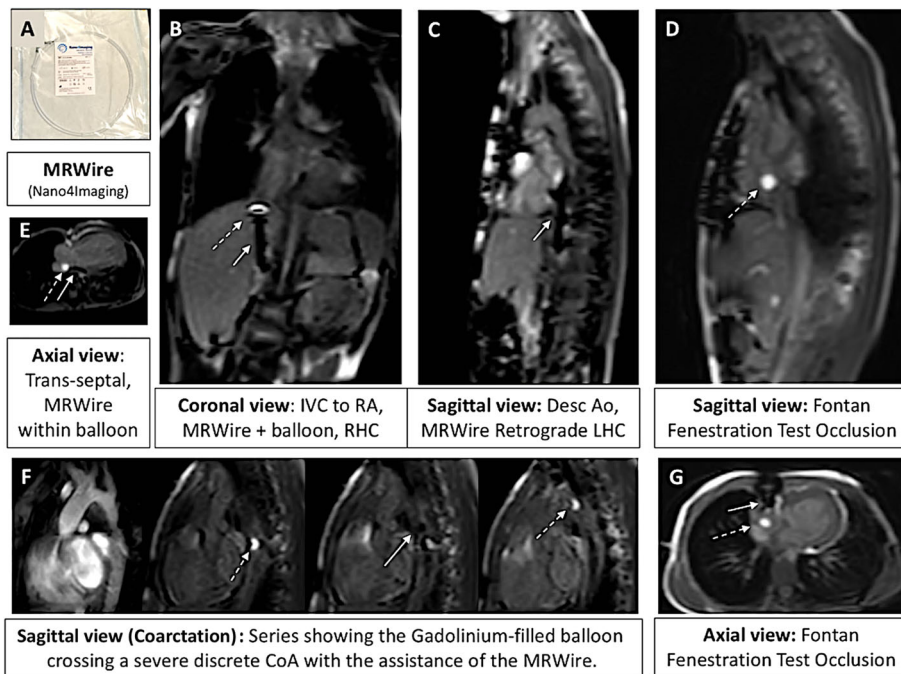 A
MRWire
(Nano4Imaging)
E
Axial view:
Trans-septal,
MRWire
within balloon
B
Coronal view: IVC to RA,
MRWire + balloon, RHC
C
Sagittal view: Desc Ao,
MRWire Retrograde LHC
D
Sagittal view: Fontan
Fenestration Test Occlusion
F
Sagittal view (Coarctation): Series showing the Gadolinium-filled balloon
crossing a severe discrete CoA with the assistance of the MRWire.
G
Axial view: Fontan
Fenestration Test Occlusion